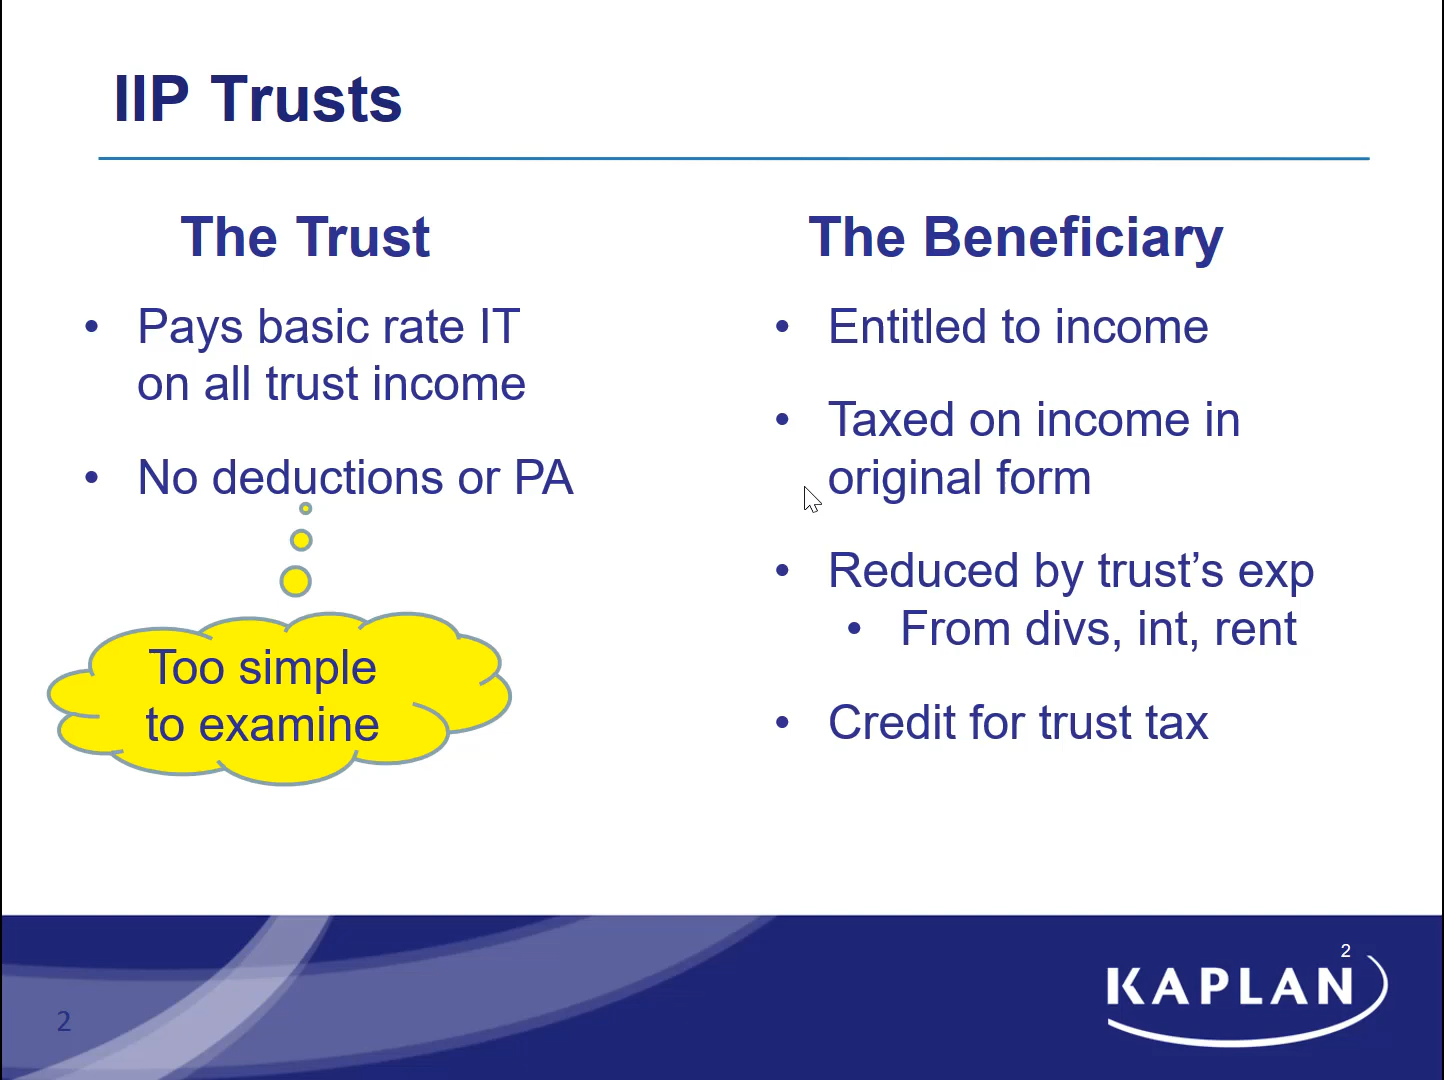 IIP Trusts
The Trust
• Pays basic rate IT
on all trust income
• No deductions or PA
Too simple
to examine
The Beneficiary
• Entitled to income
• Taxed on income in
original form
• Reduced by trust’s exp
• From divs, int, rent
• Credit for trust tax
2
KAPLAN
2